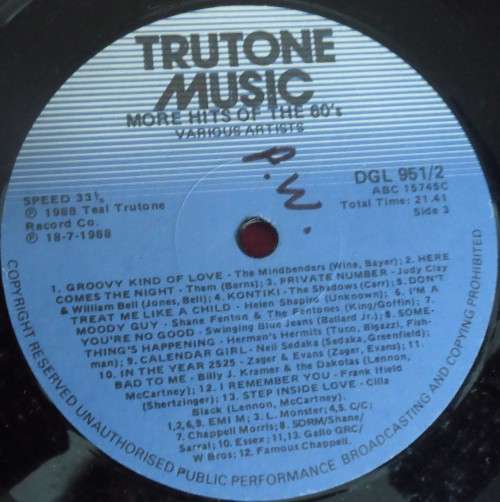 TRUTONE
MUSIC
MORE HITS OF THE 60's
VARIOUS ARTISTS
P.W.
DGL 951/2
ABC 15745C
Total Time: 21.41
Side 3
SPEED 33⅓
℗ 1988 Teal Trutone
Record Co.
℗ 18-7-1988
1. GROOVY KIND OF LOVE - The Mindbenders (Wine, Bayer); 2. HERE
COMES THE NIGHT - Them (Berns); 3. PRIVATE NUMBER - Judy Clay
& William Bell (Jones, Bell); 4. KONTIKI - The Shadows (Carr); 5. DON'T
TREAT ME LIKE A CHILD - Helen Shapiro (Unknown); 6. I'M A
MOODY GUY - Shane Fenton & The Fentones (King/Goffin); 7.
YOU'RE NO GOOD - Swinging Blue Jeans (Ballard Jr.); 8. SOME-
THING'S HAPPENING - Herman's Hermits (Tucn, Bigazzi, Fish-
man); 9. CALENDAR GIRL - Neil Sedaka (Sedaka, Greenfield);
10. IN THE YEAR 2525 - Zager & Evans (Zager, Evans); 11.
BAD TO ME - Billy J. Kramer & the Dakotas (Lennon,
McCartney); 12. I REMEMBER YOU - Frank Ifield
(Shertzinger); 13. STEP INSIDE LOVE - Cilla
Black (Lennon, McCartney).
1,2,6,9. EMI M; 3. L. Monster; 4,5. C/C;
7. Chappell Morris; 8. SDRM/Shane/
Sarral; 10. Essex; 11,13. Gallo GRC/
W Bros; 12. Famous Chappell.
COPYRIGHT RESERVED UNAUTHORISED PUBLIC PERFORMANCE BROADCASTING AND COPYING PROHIBITED